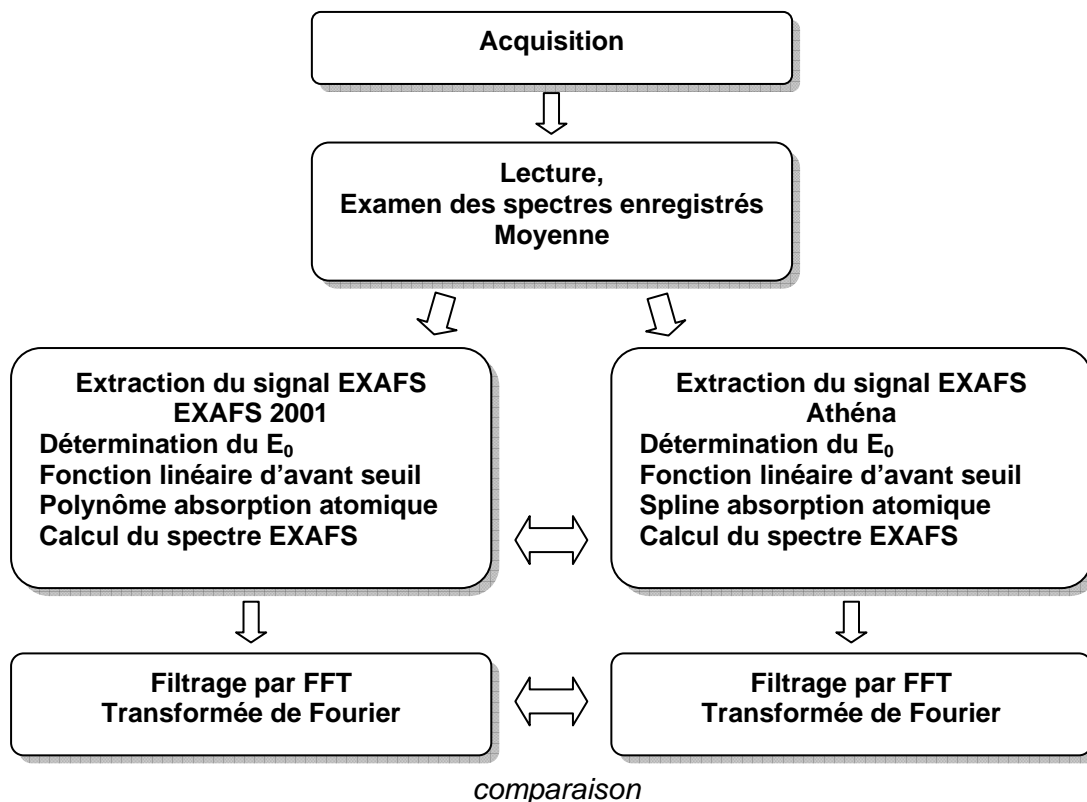 Acquisition
Lecture,
Examen des spectres enregistrés
Moyenne
Extraction du signal EXAFS
EXAFS 2001
Détermination du E₀
Fonction linéaire d'avant seuil
Polynôme absorption atomique
Calcul du spectre EXAFS
Extraction du signal EXAFS
Athéna
Détermination du E₀
Fonction linéaire d'avant seuil
Spline absorption atomique
Calcul du spectre EXAFS
Filtrage par FFT
Transformée de Fourier
Filtrage par FFT
Transformée de Fourier
comparaison